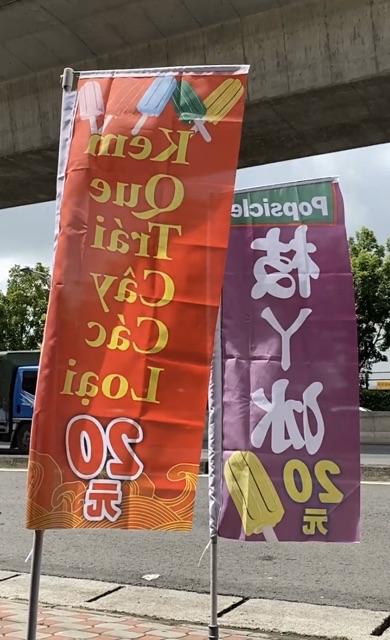 Kem
Que
Trái
Cây
Các
Loại
20
元
Popsicle
枝
ㄚ
冰
20
元